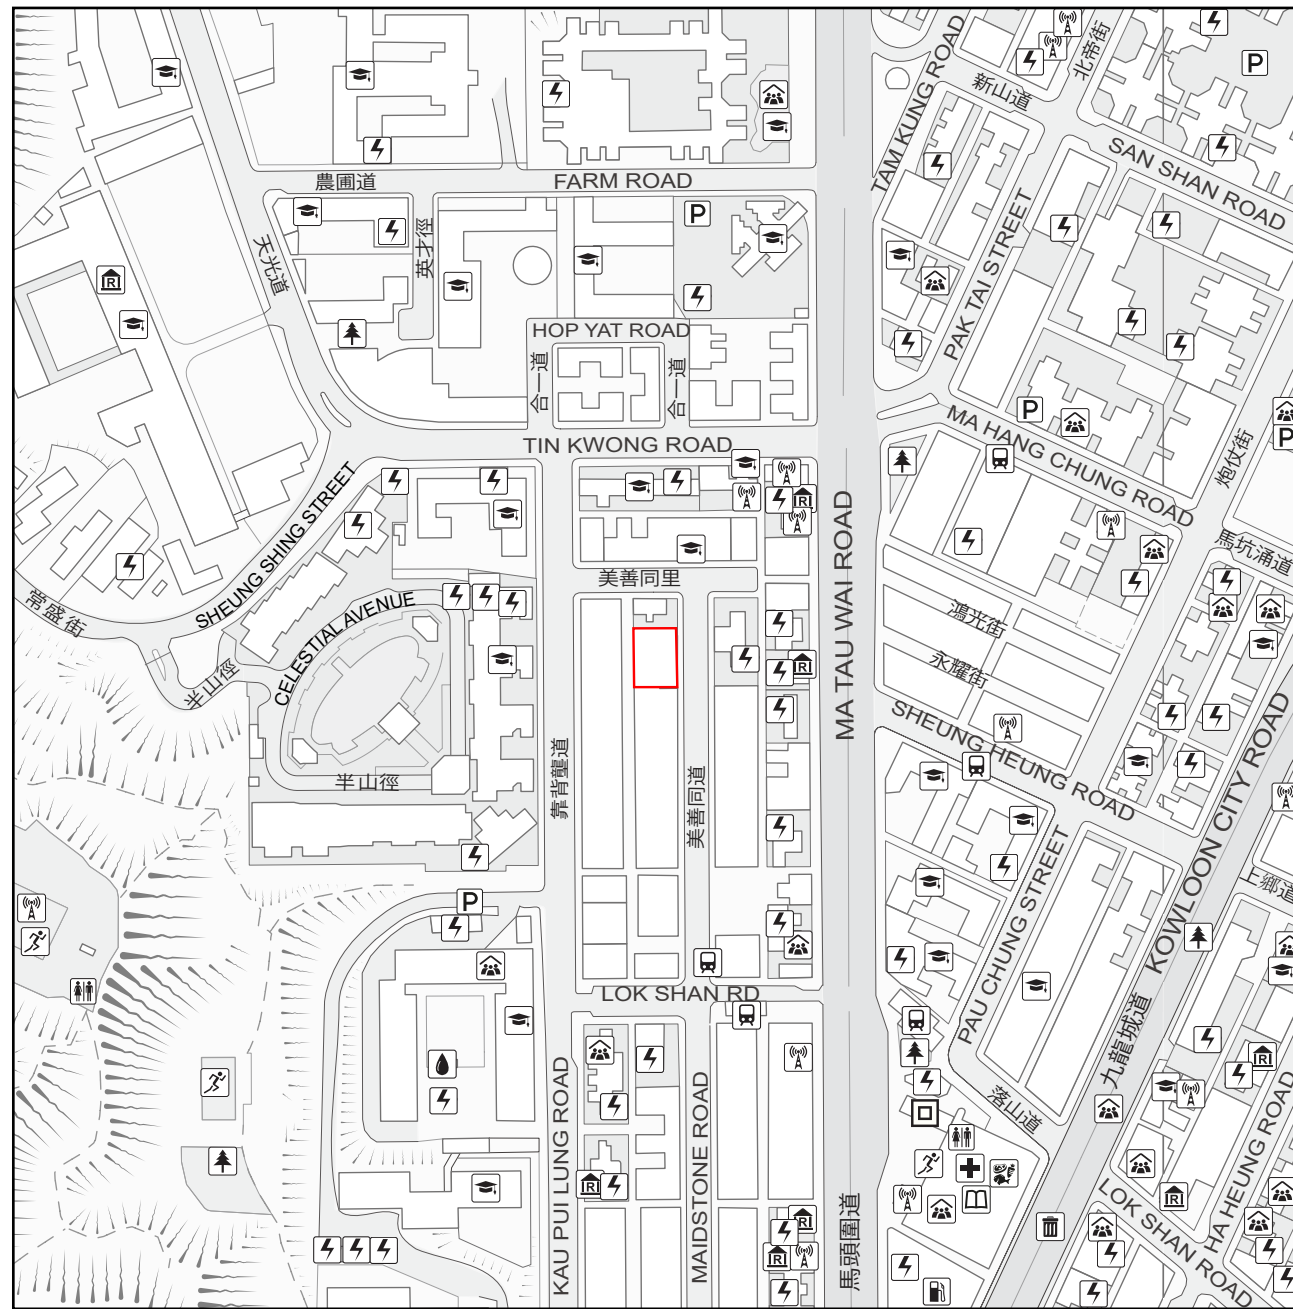 TAM KUNG ROAD
北帝街
新山道
P
SAN SHAN ROAD
農圃道
FARM ROAD
天光道
英才徑
P
PAK TAI STREET
R
HOP YAT ROAD
合一道
合一道
P
P
MA HANG CHUNG ROAD
炮仗街
TIN KWONG ROAD
SHEUNG SHING STREET
R
MA TAU WAI ROAD
馬坑涌道
美善同里
常盛街
CELESTIAL AVENUE
鴻光街
永耀街
半山徑
R
SHEUNG HEUNG ROAD
KOWLOON CITY ROAD
靠背壟道
半山徑
美善同道
PAU CHUNG STREET
上鄉道
P
LOK SHAN RD
九龍城道
KAU PUI LUNG ROAD
MAIDSTONE ROAD
落山道
R
HA HEUNG ROAD
R
R
LOK SHAN ROAD
馬頭圍道
R
R